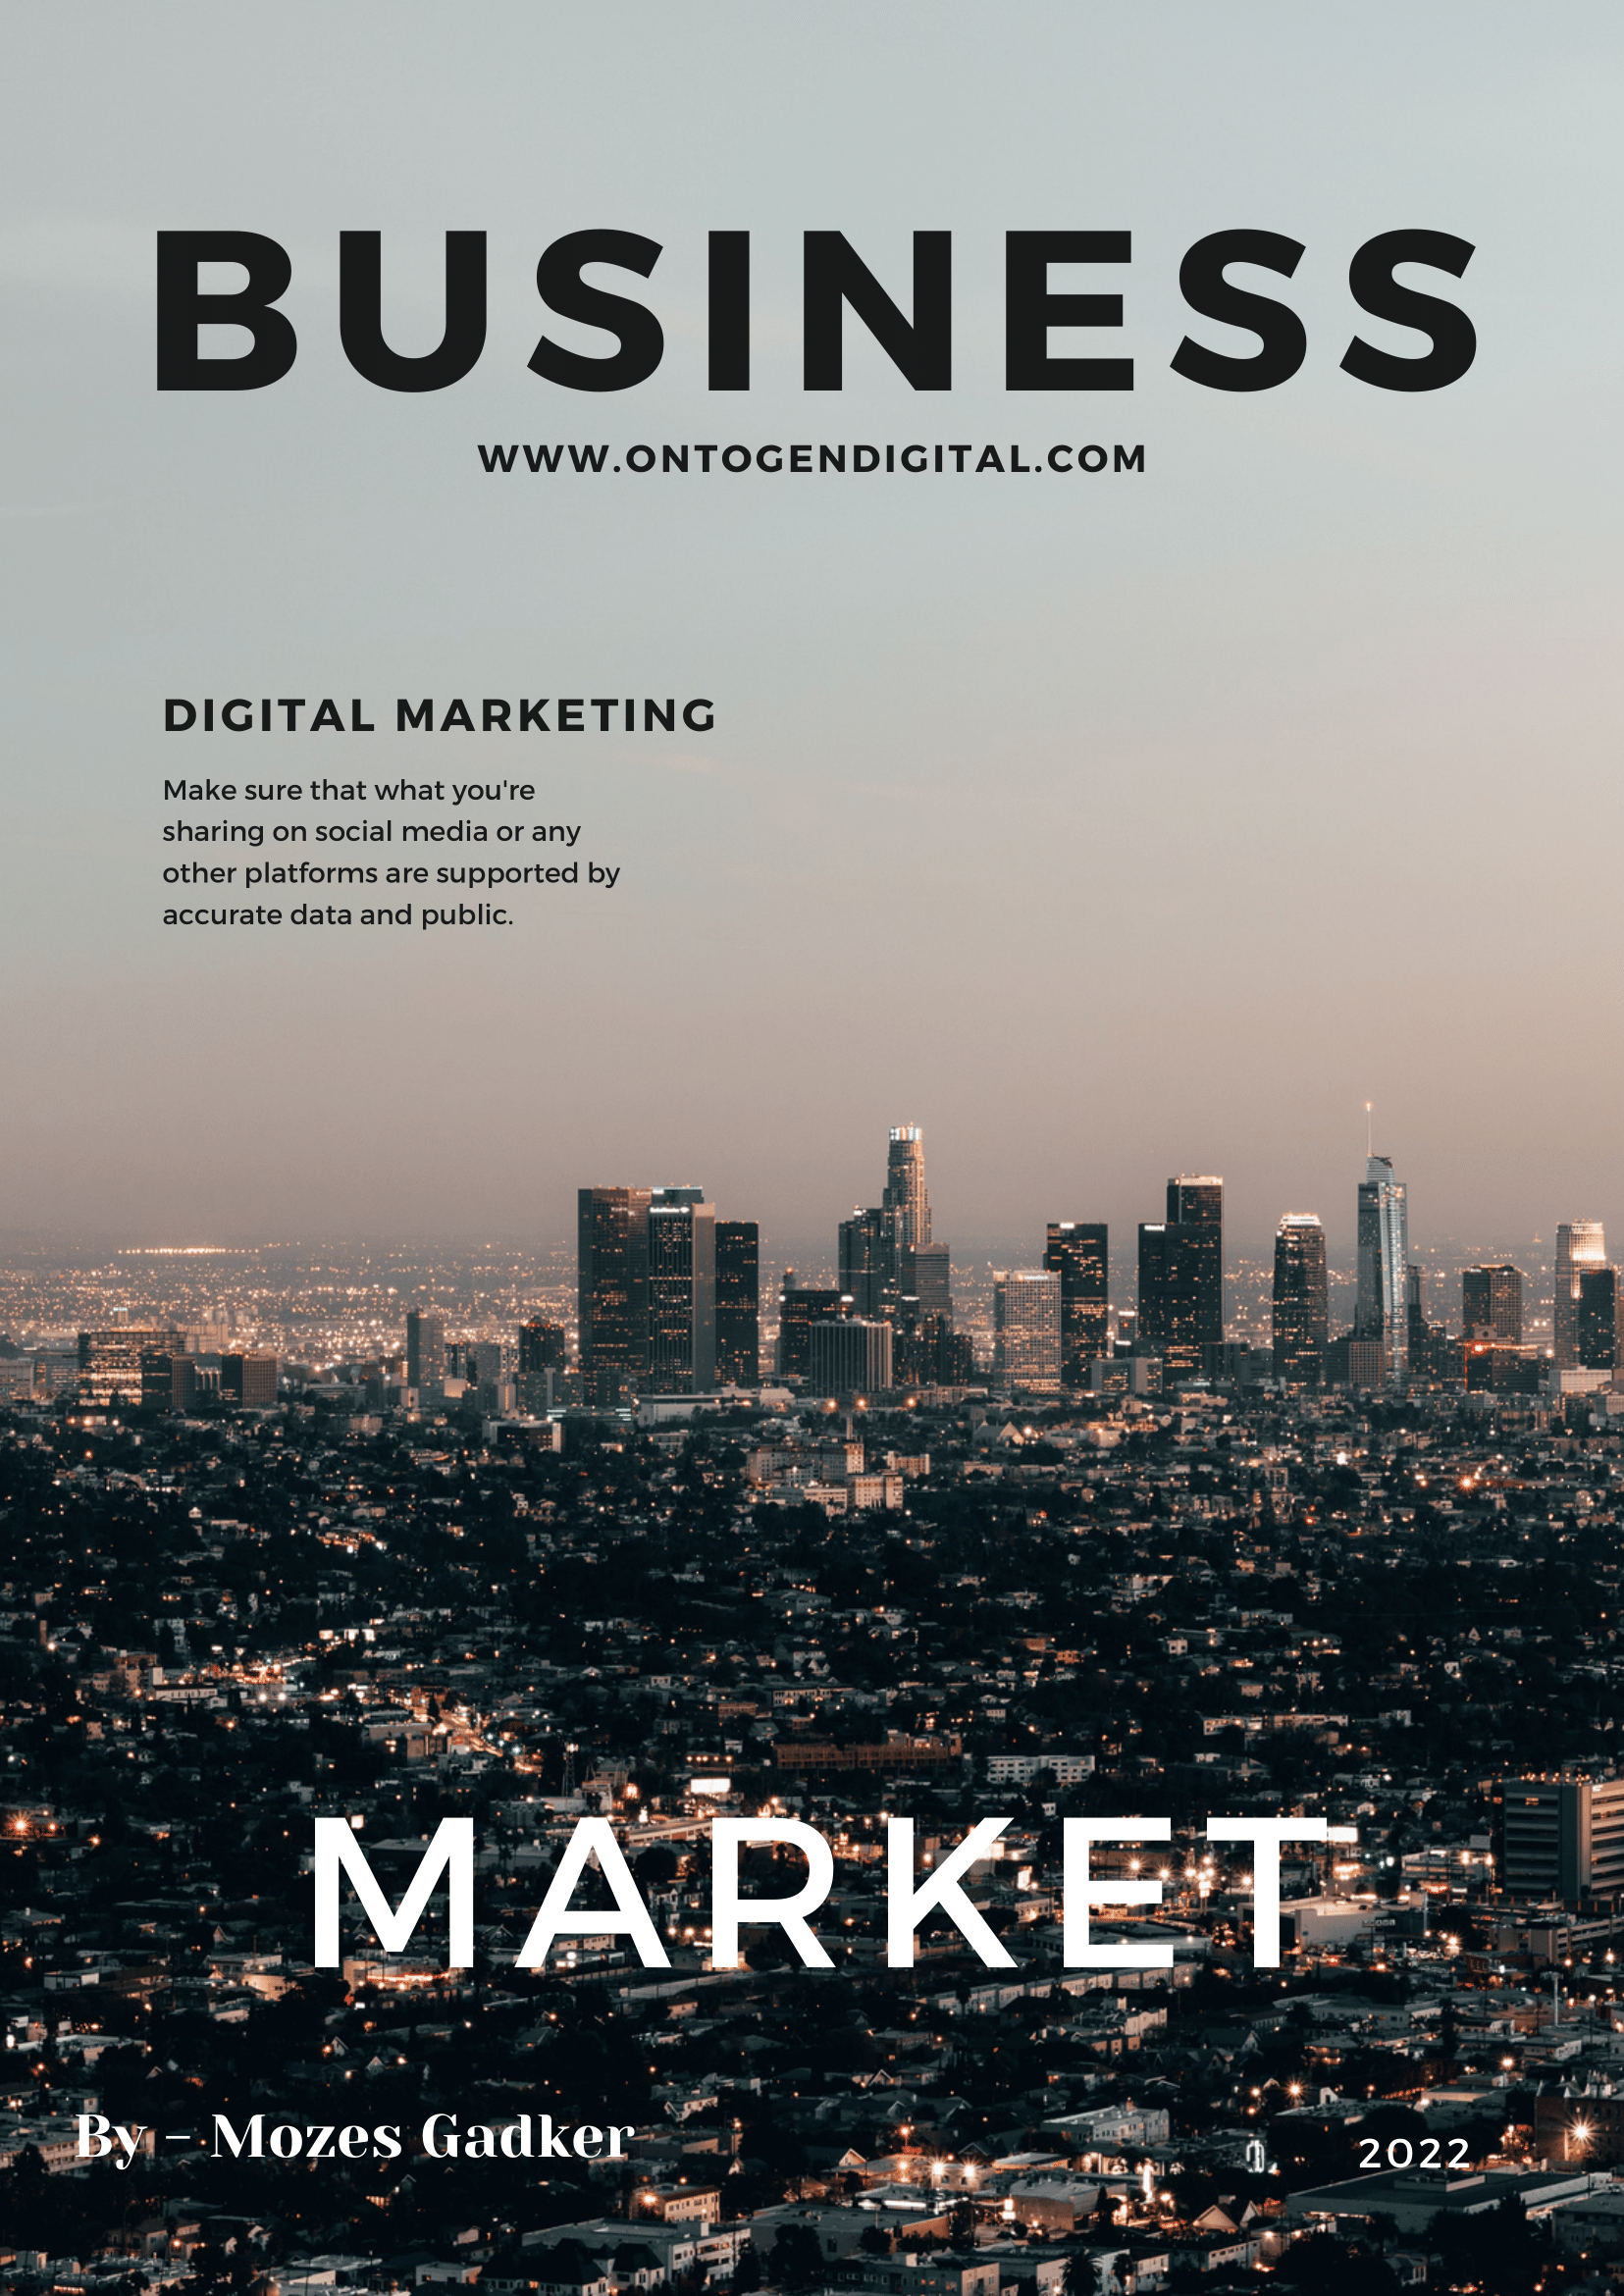 BUSINESS
WWW.ONTOGENDIGITAL.COM
DIGITAL MARKETING
Make sure that what you're
sharing on social media or any
other platforms are supported by
accurate data and public.
MARKET
By - Mozes Gadker
2022